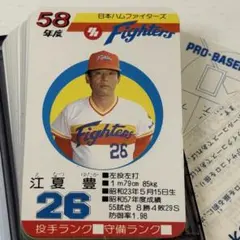 58
年度
日本ハムファイターズ
Fighters
Fighters
26
江夏 豊
26
■左投左打
■1m79cm 85kg
■昭和23年5月15日生
■昭和57年度成績
55試合 8勝4敗29S
防御率1.98
投手ランク 守備ランク
PRO-BASE